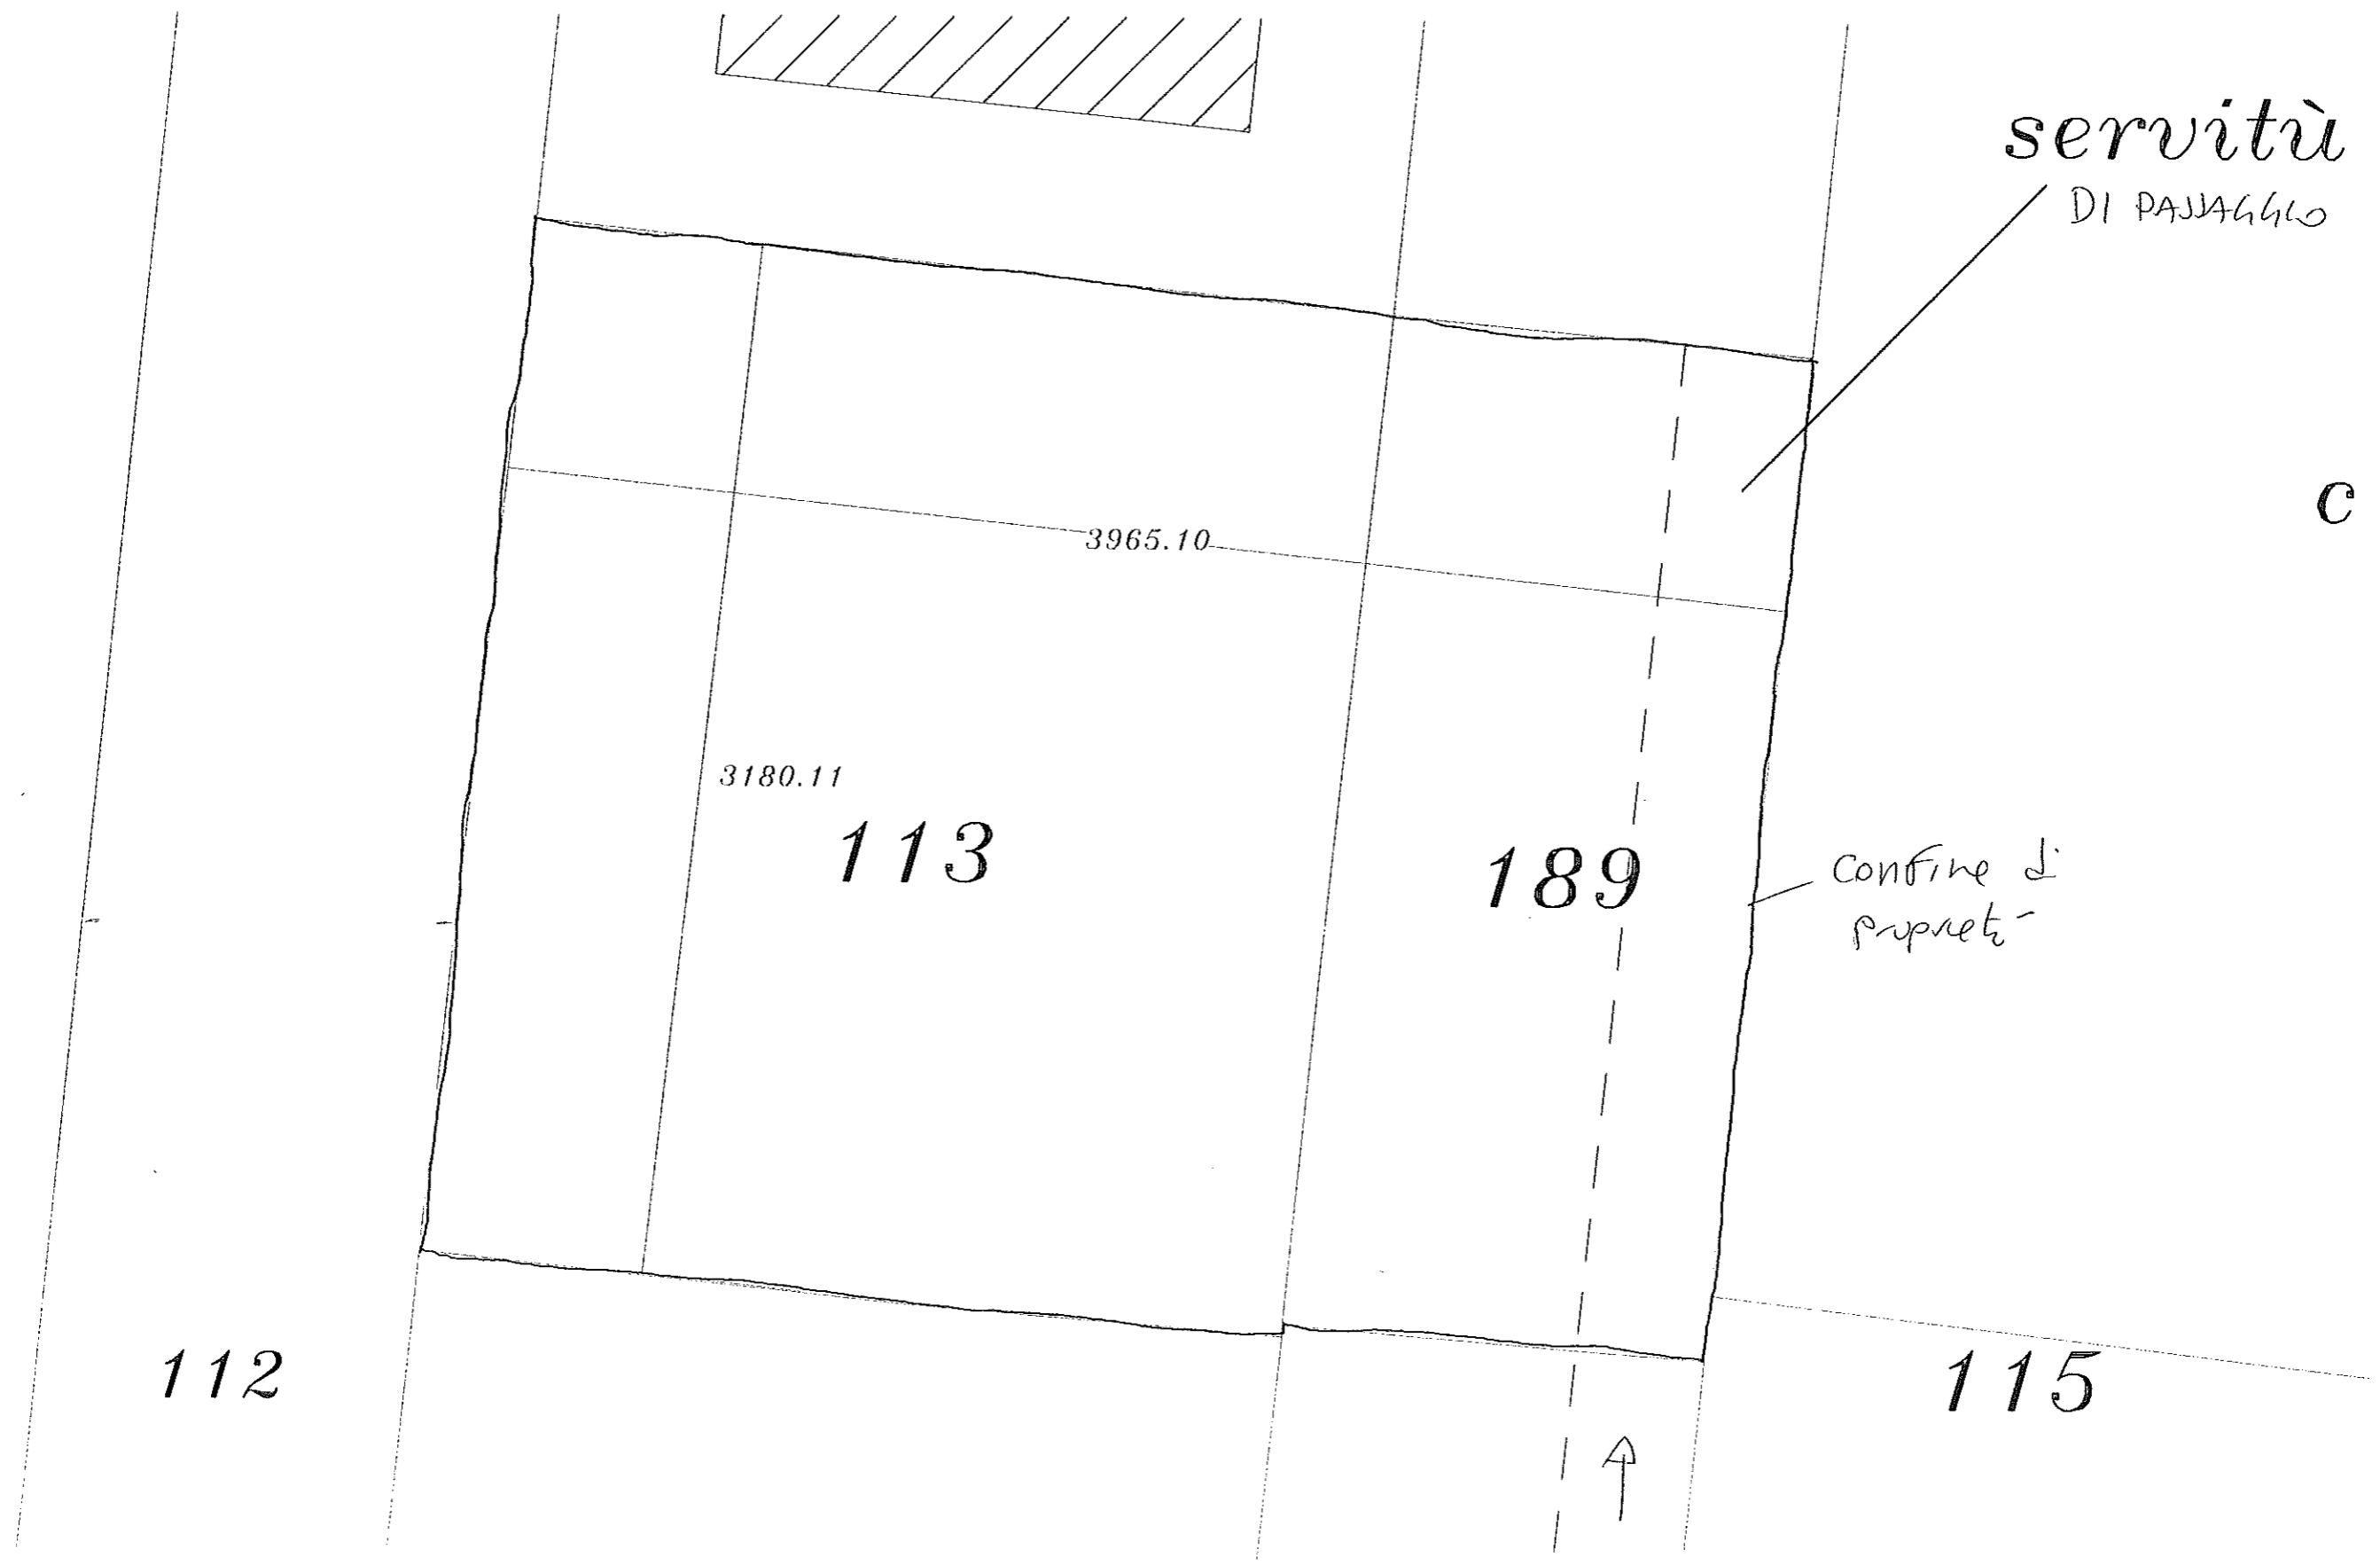 servitù
DI PASSAGGIO
c
3965.10
3180.11
113
189
confine di
proprietà
112
115